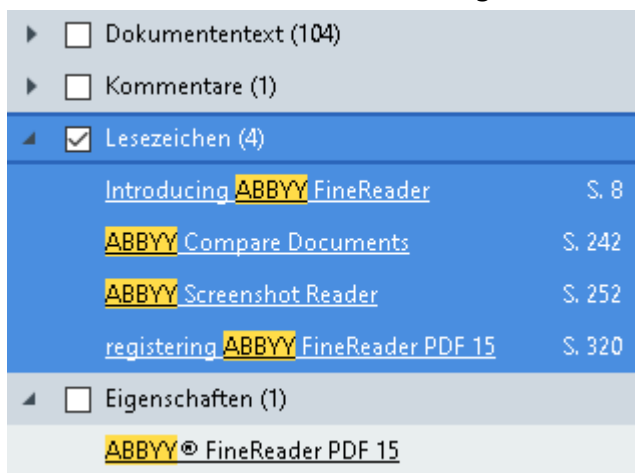 Dokumententext (104)
Kommentare (1)
Lesezeichen (4)
Introducing ABBYY FineReader S. 8
ABBYY Compare Documents S. 242
ABBYY Screenshot Reader S. 252
registering ABBYY FineReader PDF 15 S. 320
Eigenschaften (1)
ABBYY® FineReader PDF 15